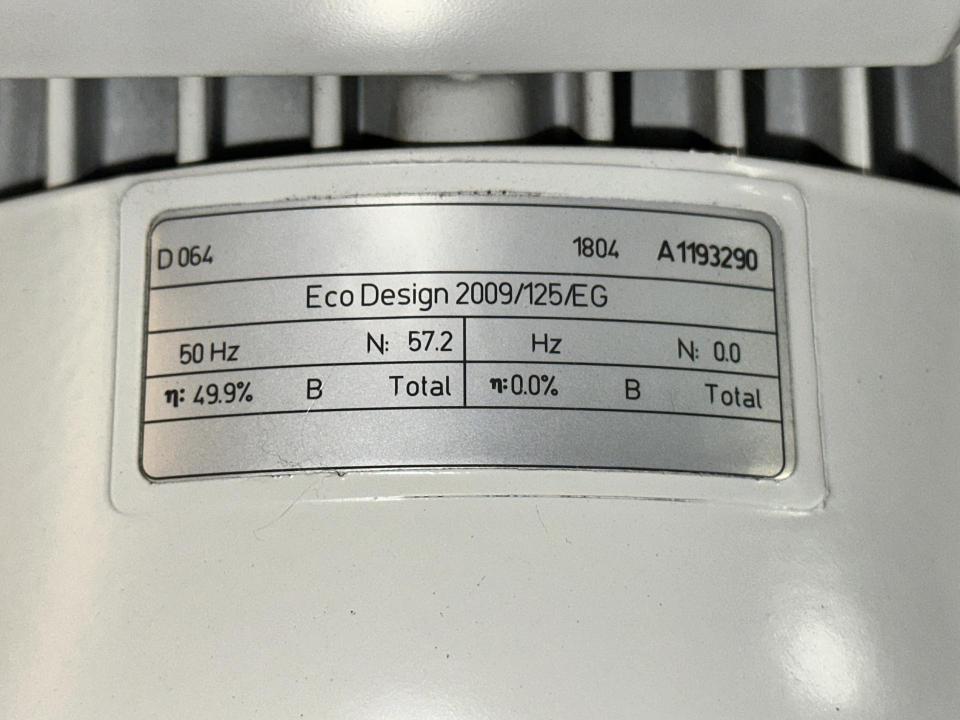 D 064 1804 A1193290
Eco Design 2009/125/EG
50 Hz N: 57.2 Hz N: 0.0
η: 49.9% B Total η: 0.0% B Total